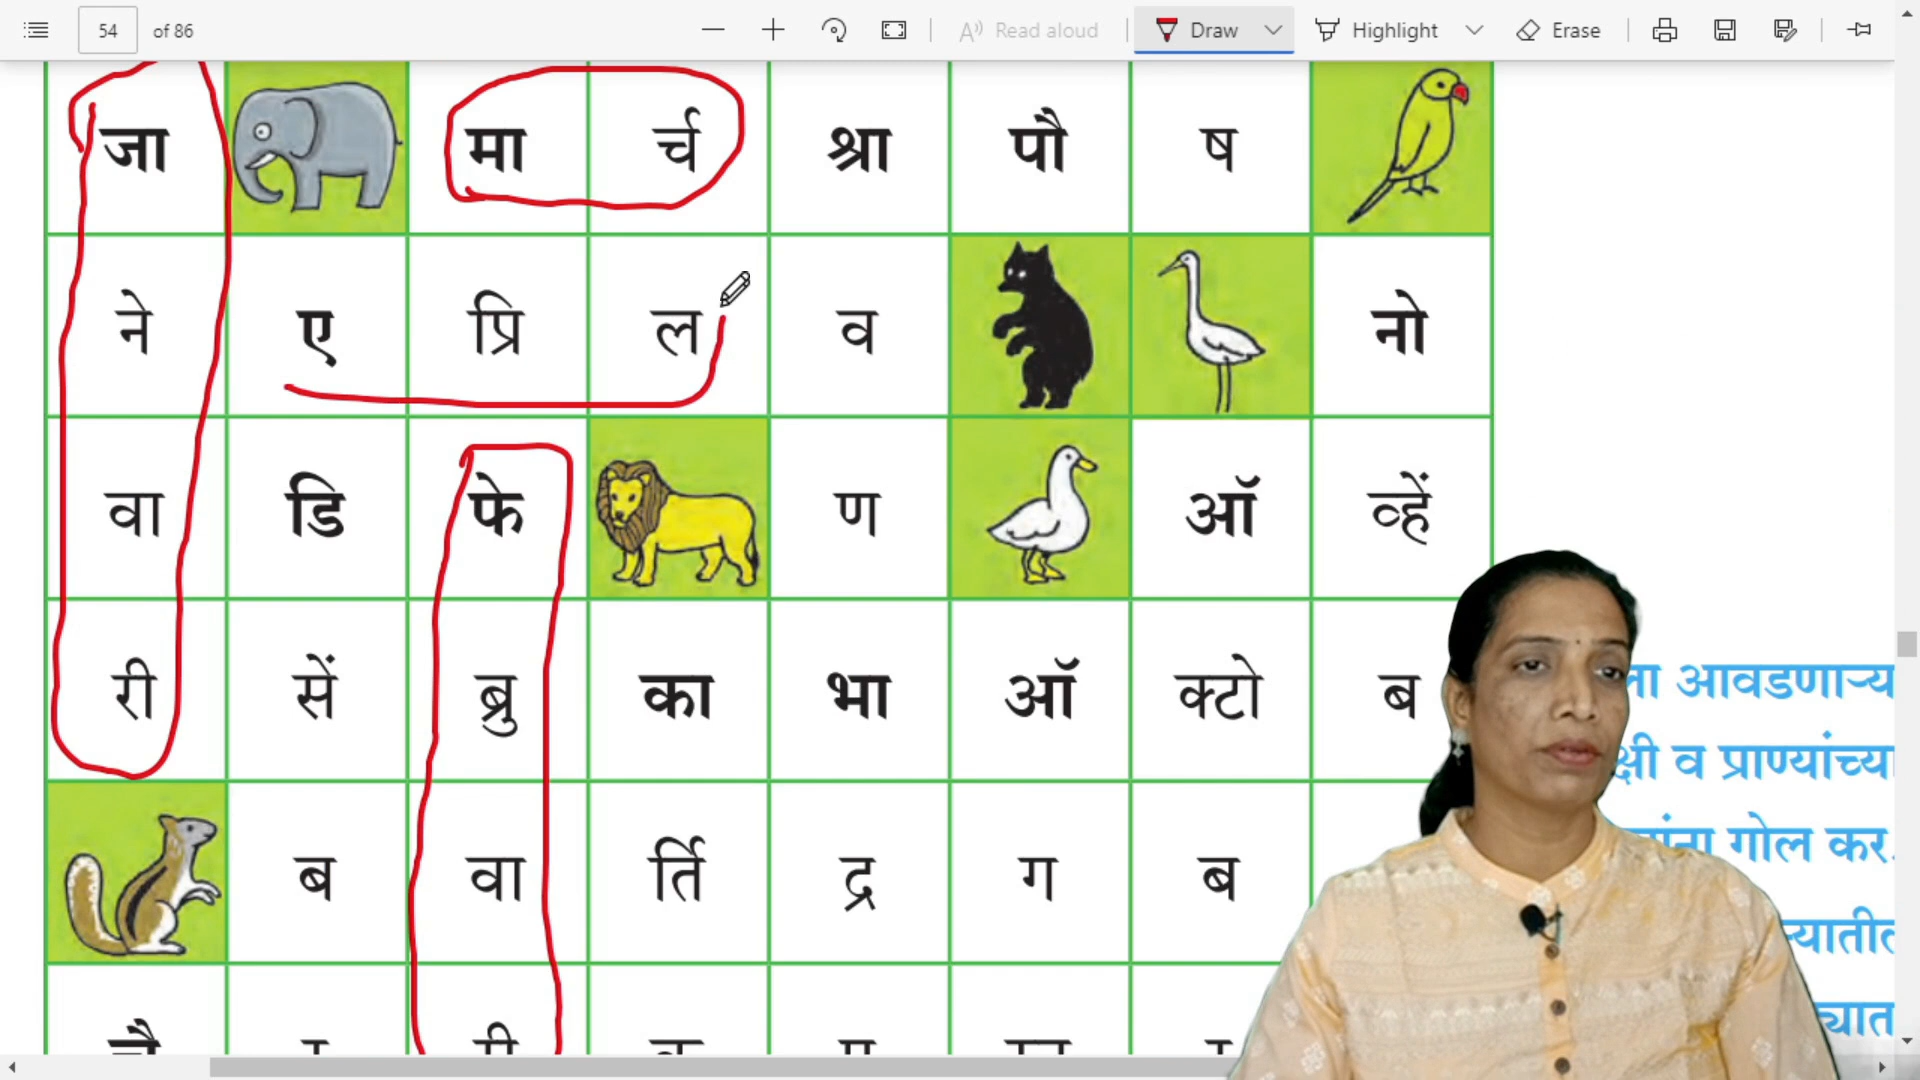 54 of 86 Read aloud Draw Highlight Erase
जा मा र्च श्रा पौ ष
ने ए प्रि ल व नो
वा डि फे ण ऑ व्हें
री सें ब्रु का भा ऑ क्टो ब
ब वा र्ति द्र ग ब
ला आवडणाऱ्य
क्षी व प्राण्यांच्या
गोल कर.